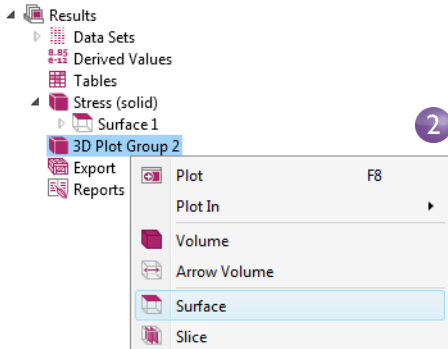 Results
Data Sets
8.85
e-12 Derived Values
Tables
Stress (solid)
Surface 1
2
3D Plot Group 2
Export
Reports
Plot F8
Plot In
Volume
Arrow Volume
Surface
Slice